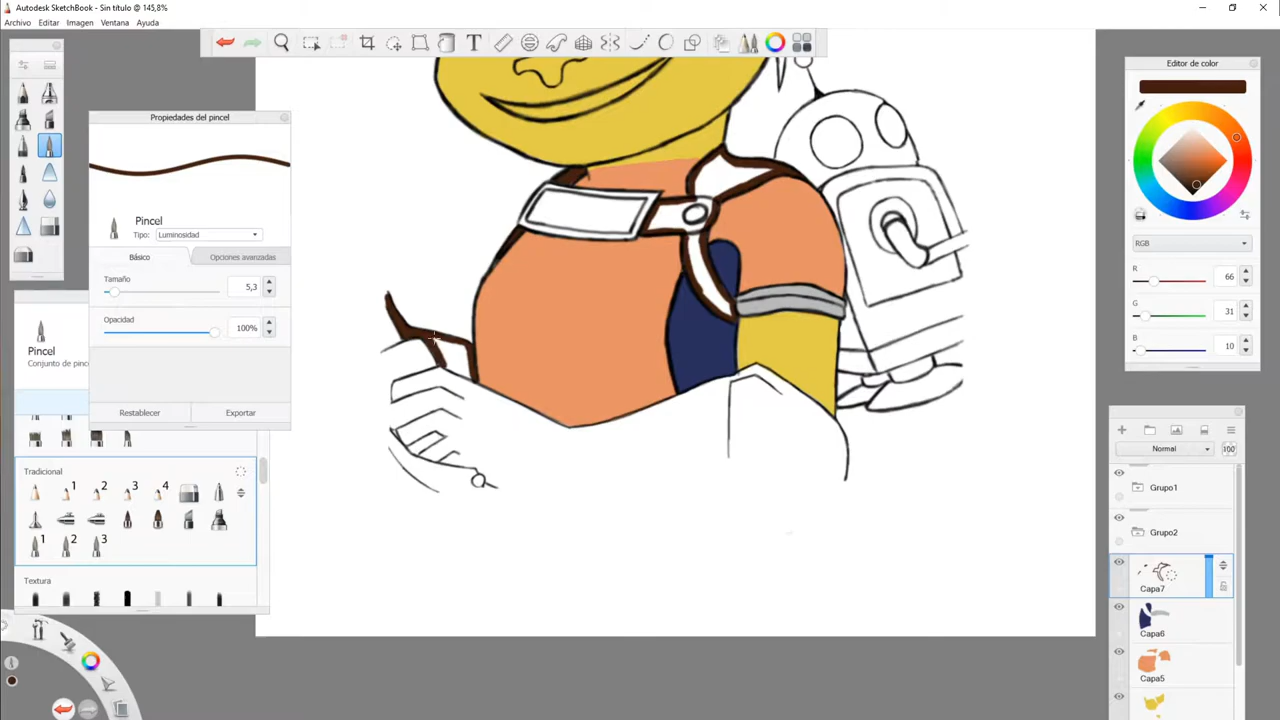 Autodesk SketchBook - Sin título @ 145,8%
Archivo Editar Imagen Ventana Ayuda
Propiedades del pincel
Pincel
Tipo: Luminosidad
Básico Opciones avanzadas
Tamaño
5,3
Opacidad
100%
Restablecer Exportar
Pincel
Conjunto de pinc
Tradicional
1 2 3 4
1 2 3
Textura
Editor de color
RGB
R 66
G 31
B 10
Normal 100
Grupo1
Grupo2
Capa7
Capa6
Capa5